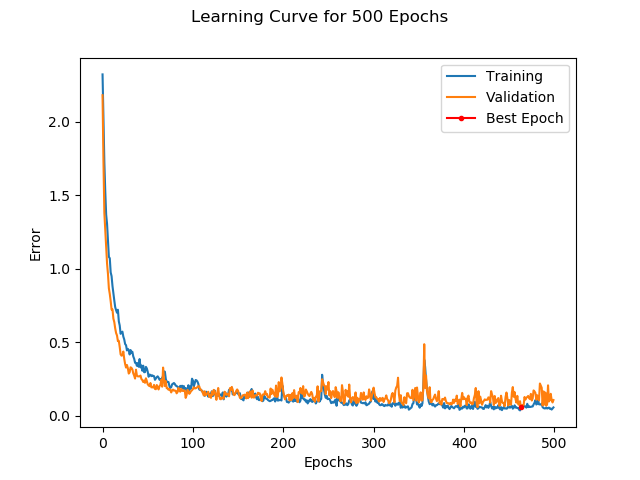 Learning Curve for 500 Epochs
Training
Validation
Best Epoch
Error
2.0
1.5
1.0
0.5
0.0
0 100 200 300 400 500
Epochs